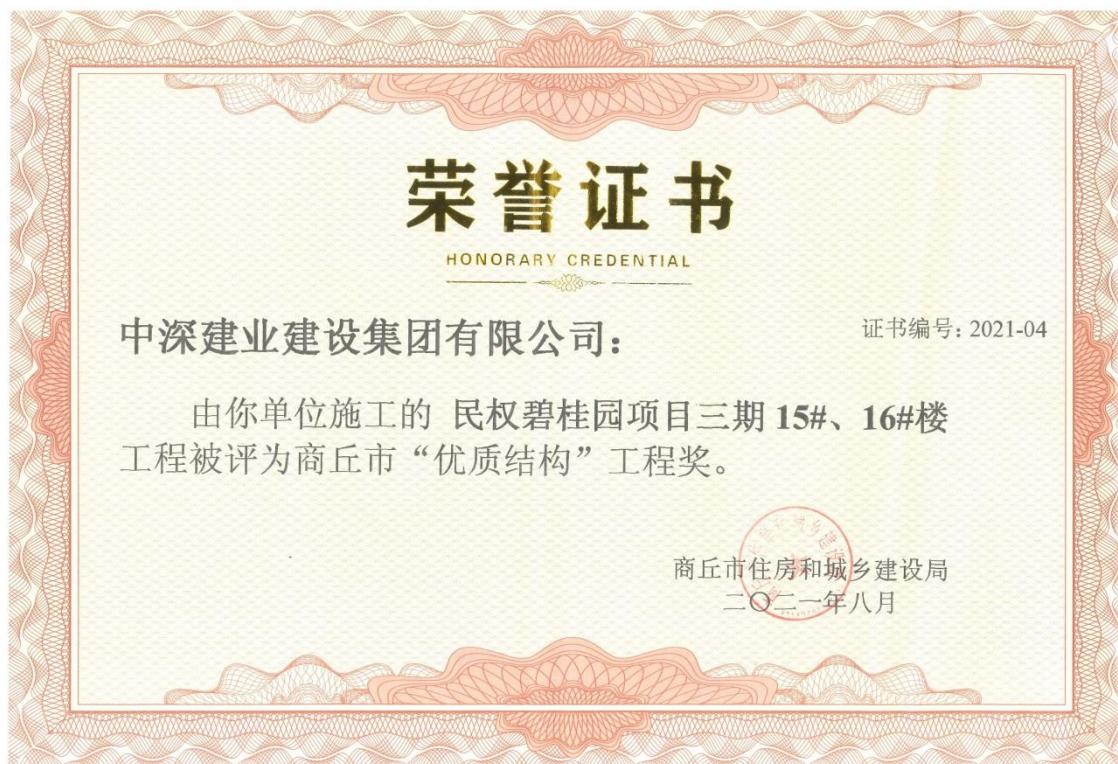 荣誉证书
HONORARY CREDENTIAL
中深建业建设集团有限公司：
证书编号: 2021-04
由你单位施工的 民权碧桂园项目三期 15#、16#楼
工程被评为商丘市“优质结构”工程奖。
商丘市住房和城乡建设局
二〇二一年八月